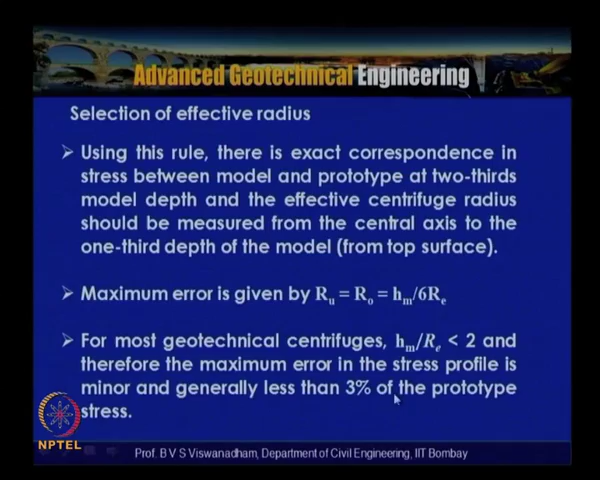 Advanced Geotechnical Engineering
Selection of effective radius
➢ Using this rule, there is exact correspondence in
stress between model and prototype at two-thirds
model depth and the effective centrifuge radius
should be measured from the central axis to the
one-third depth of the model (from top surface).
➢ Maximum error is given by Rᵤ = Rₒ = hₘ/6Rₑ
➢ For most geotechnical centrifuges, hₘ/Rₑ < 2 and
therefore the maximum error in the stress profile is
minor and generally less than 3% of the prototype
stress.
NPTEL
Prof. B V S Viswanadham, Department of Civil Engineering, IIT Bombay